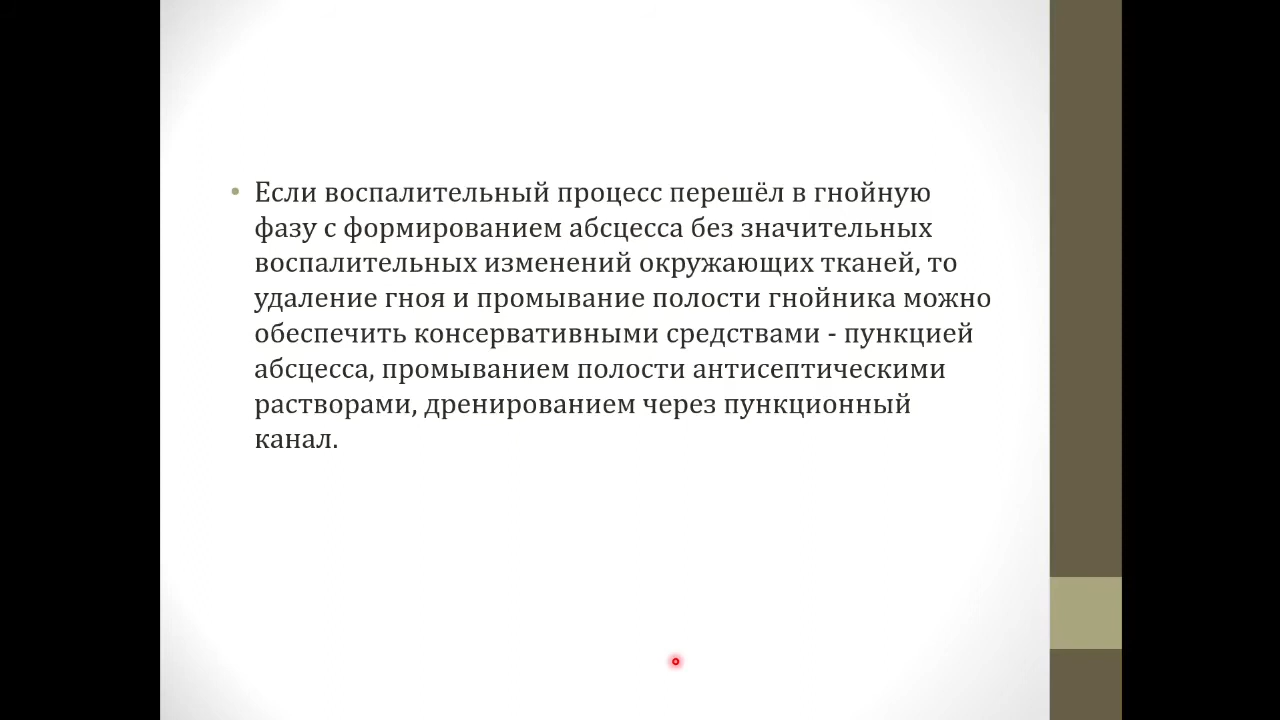 • Если воспалительный процесс перешёл в гнойную
фазу с формированием абсцесса без значительных
воспалительных изменений окружающих тканей, то
удаление гноя и промывание полости гнойника можно
обеспечить консервативными средствами - пункцией
абсцесса, промыванием полости антисептическими
растворами, дренированием через пункционный
канал.